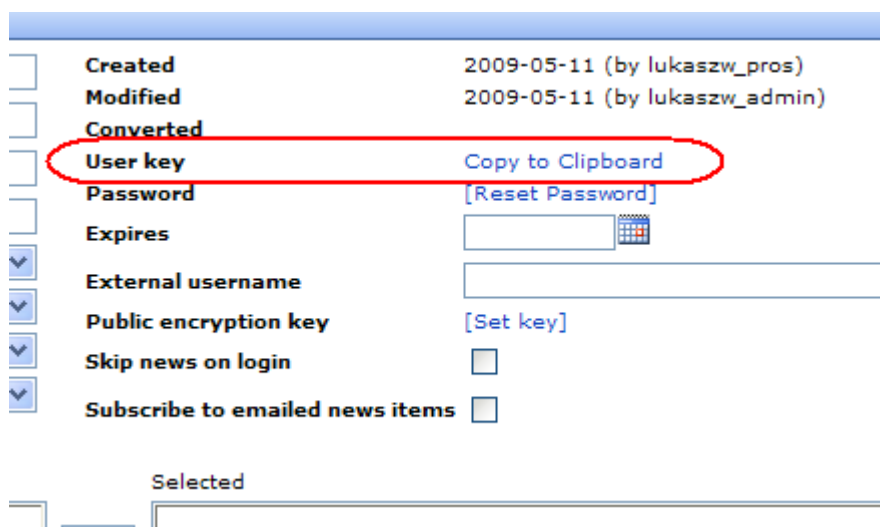 Created 2009-05-11 (by lukaszw_pros)
Modified 2009-05-11 (by lukaszw_admin)
Converted
User key Copy to Clipboard
Password [Reset Password]
Expires
External username
Public encryption key [Set key]
Skip news on login
Subscribe to emailed news items
Selected